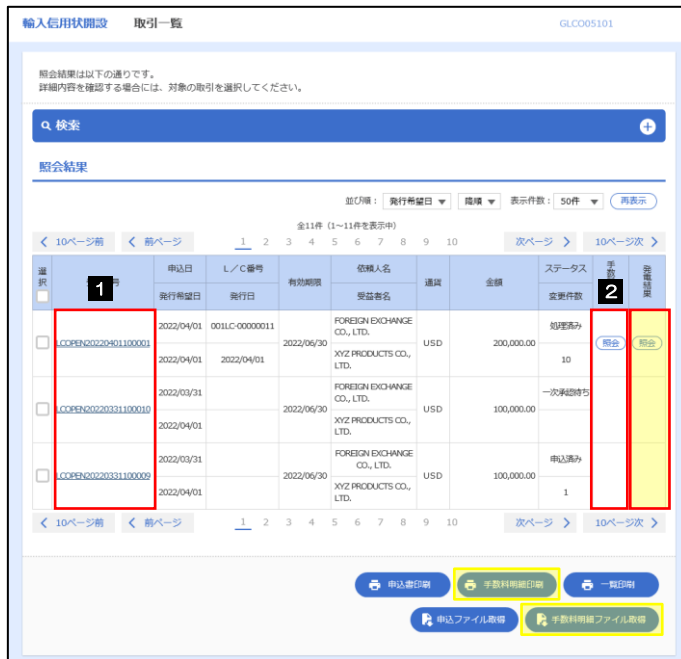 輸入信用状開設 取引一覧 GLCO05101
照会結果は以下の通りです。
詳細内容を確認する場合には、対象の取引を選択してください。
検索
照会結果
並び順： 発行希望日 ▼ 降順 ▼ 表示件数： 50件 ▼ 再表示
全11件（1～11件を表示中）
10ページ前 前ページ 1 2 3 4 5 6 7 8 9 10 次ページ 10ページ次
選択 1 号 申込日 L／C番号 有効期限 依頼人名 通貨 金額 ステータス 手数 2 発電結果
発行希望日 発行日 受益者名 変更件数
LCOPEN20220401100001 2022/04/01 001LC-00000011 2022/06/30 FOREIGN EXCHANGE CO., LTD. USD 200,000.00 処理済み 照会 照会
2022/04/01 2022/04/01 XYZ PRODUCTS CO., LTD. 10
LCOPEN20220331100010 2022/03/31 2022/06/30 FOREIGN EXCHANGE CO., LTD. USD 100,000.00 一次承認待ち
2022/04/01 XYZ PRODUCTS CO., LTD.
LCOPEN20220331100009 2022/03/31 2022/06/30 FOREIGN EXCHANGE CO., LTD. USD 100,000.00 申込済み
2022/04/01 XYZ PRODUCTS CO., LTD. 1
10ページ前 前ページ 1 2 3 4 5 6 7 8 9 10 次ページ 10ページ次
申込書印刷 手数料明細印刷 一覧印刷
申込ファイル取得 手数料明細ファイル取得